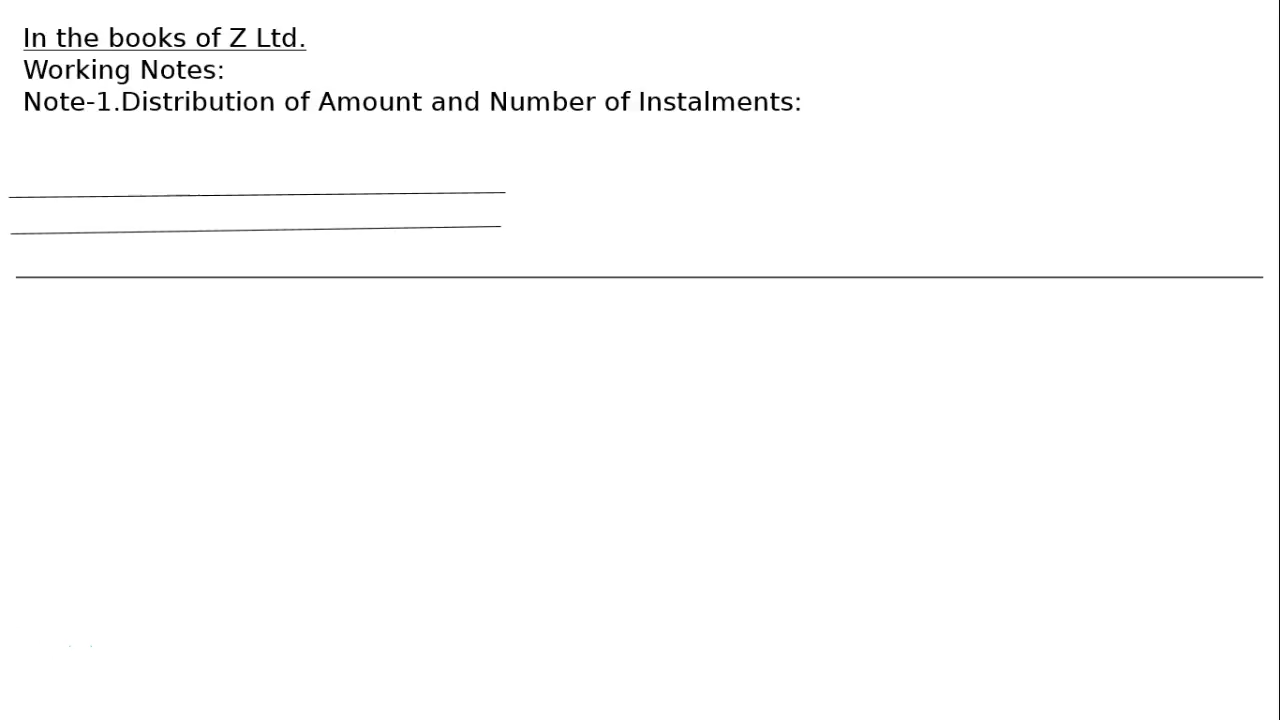 In the books of Z Ltd.
Working Notes:
Note-1.Distribution of Amount and Number of Instalments: